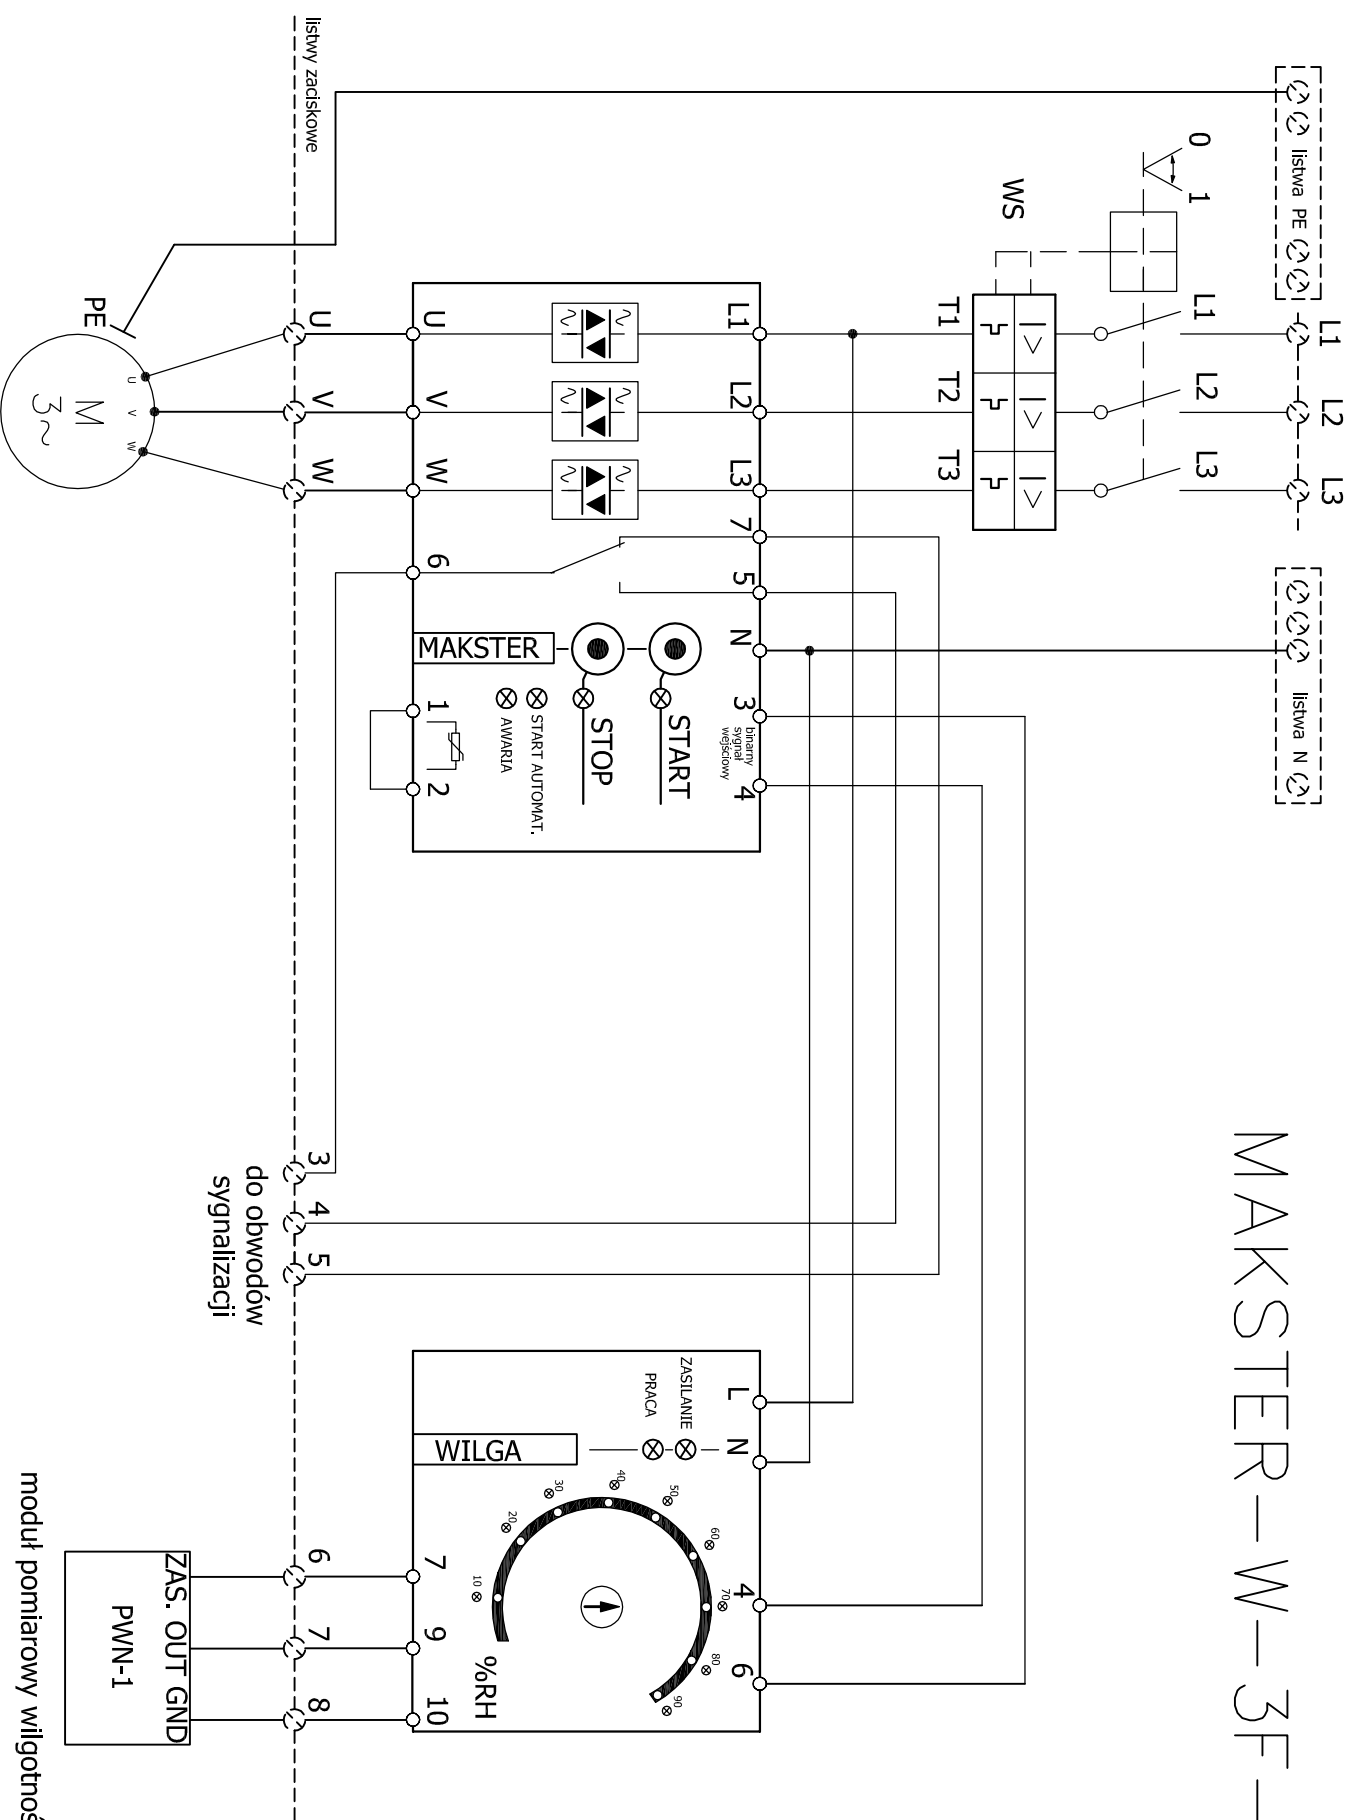 MAKSTER-W-3F-
listwa PE
L1
L2
L3
listwa N
0
1
L1
L2
L3
WS
I>
I>
I>
T1
T2
T3
L1
L2
L3
7
5
N
3
4
binarny
sygnał
wejściowy
START
STOP
START AUTOMAT.
AWARIA
MAKSTER
U
V
W
6
1
2
L
N
4
6
ZASILANIE
PRACA
WILGA
10
20
30
40
50
60
70
80
90
%RH
7
9
10
listwy zaciskowe
U
V
W
3
4
5
6
7
8
do obwodów
sygnalizacji
PE
U
V
W
M
3~
ZAS. OUT GND
PWN-1
moduł pomiarowy